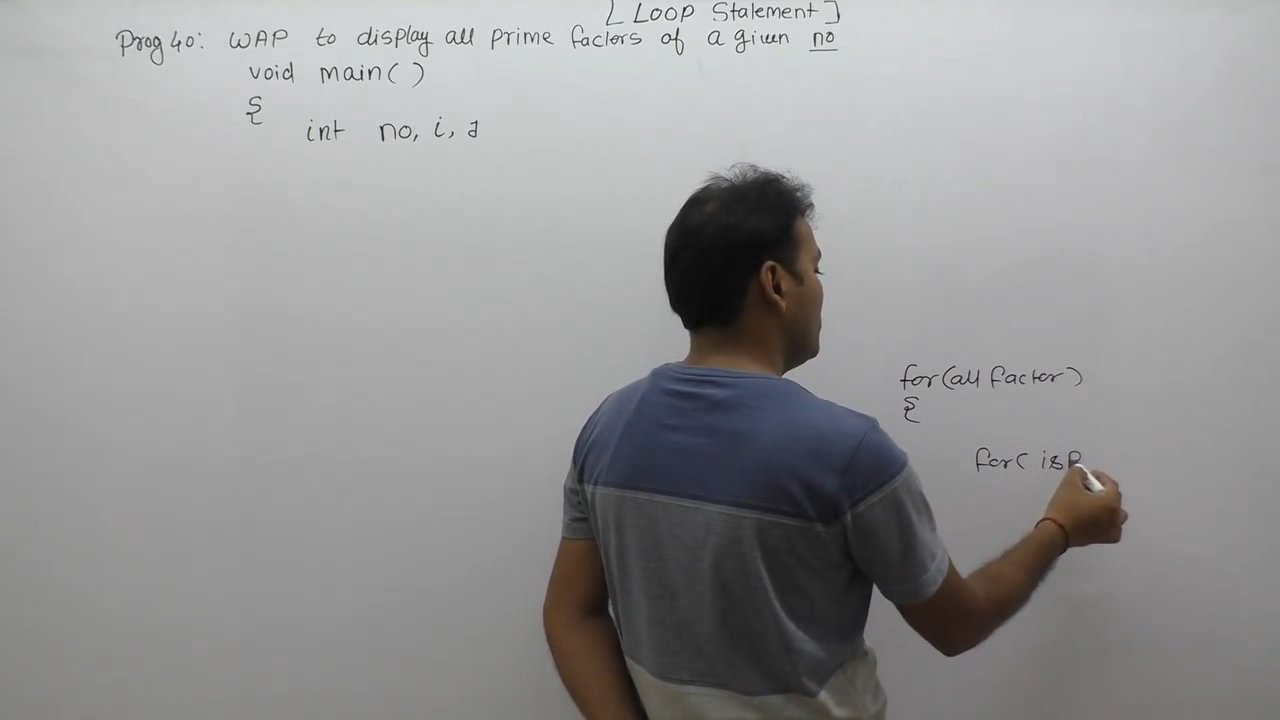 [ LOOP Statement ]
Prog 40: WAP to display all prime factors of a given no
void main( )
{
int no, i, J
for(all factor)
{
for( isP